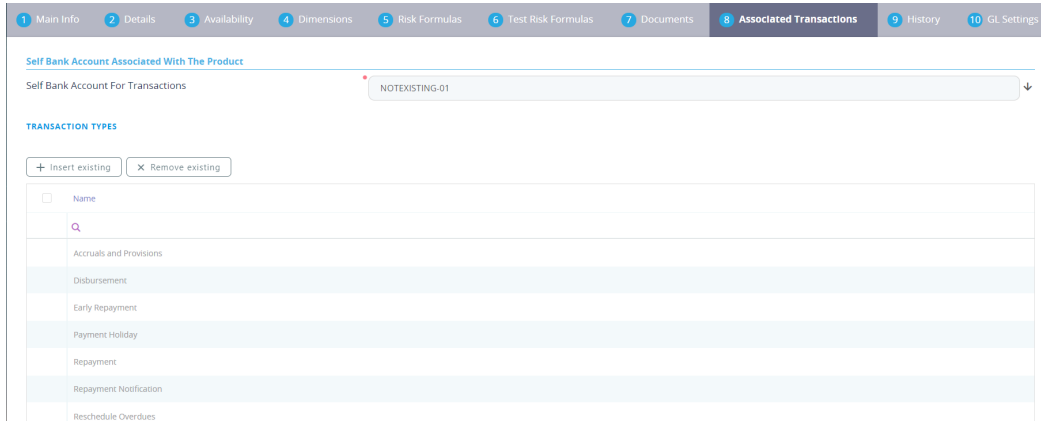 1 Main Info 2 Details 3 Availability 4 Dimensions 5 Risk Formulas 6 Test Risk Formulas 7 Documents 8 Associated Transactions 9 History 10 GL Settings
Self Bank Account Associated With The Product
Self Bank Account For Transactions * NOTEXISTING-01
TRANSACTION TYPES
+ Insert existing × Remove existing
Name
Accruals and Provisions
Disbursement
Early Repayment
Payment Holiday
Repayment
Repayment Notification
Reschedule Overdues